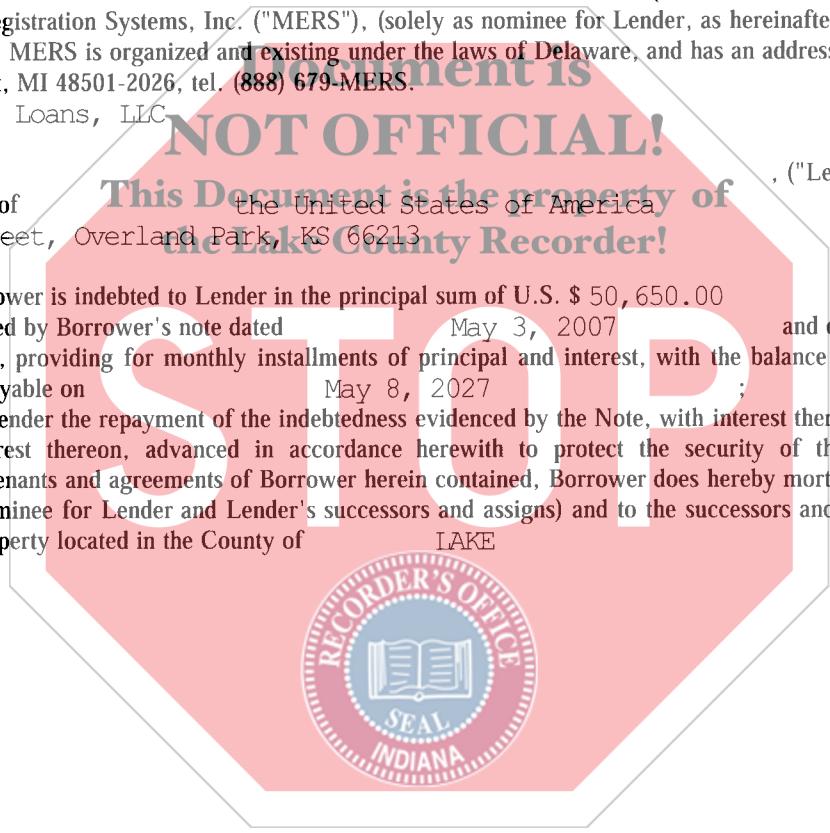 egistration Systems, Inc. ("MERS"), (solely as nominee for Lender, as hereinafte
MERS is organized and existing under the laws of Delaware, and has an address
, MI 48501-2026, tel. (888) 679-MERS.
Document is
Loans, LLC
NOT OFFICIAL!
, ("Le
This Document is the property of
of the United States of America
eet, Overland Park, KS 66213
the Lake County Recorder!
ower is indebted to Lender in the principal sum of U.S. $ 50,650.00
ed by Borrower's note dated May 3, 2007 and
, providing for monthly installments of principal and interest, with the balance
yable on May 8, 2027 ;
ender the repayment of the indebtedness evidenced by the Note, with interest ther
rest thereon, advanced in accordance herewith to protect the security of th
enants and agreements of Borrower herein contained, Borrower does hereby mort
minee for Lender and Lender's successors and assigns) and to the successors and
perty located in the County of LAKE
STOP
RECORDER'S OFFICE
SEAL
INDIANA